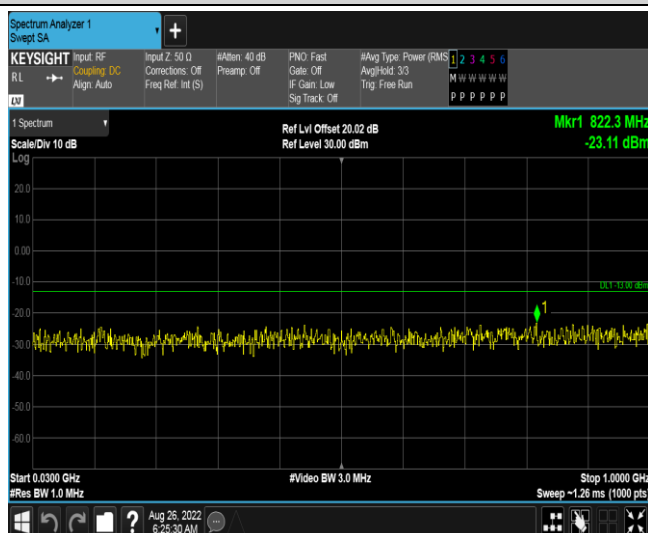 Spectrum Analyzer 1
Swept SA
+
KEYSIGHT
RL
LXI
Input: RF
Coupling: DC
Align: Auto
Input Z: 50 Ω
Corrections: Off
Freq Ref: Int (S)
#Atten: 40 dB
Preamp: Off
PNO: Fast
Gate: Off
IF Gain: Low
Sig Track: Off
#Avg Type: Power (RMS
Avg|Hold: 3/3
Trig: Free Run
1 2 3 4 5 6
M W W W W W
P P P P P P
1 Spectrum
Scale/Div 10 dB
Log
Ref Lvl Offset 20.02 dB
Ref Level 30.00 dBm
Mkr1 822.3 MHz
-23.11 dBm
20.0
10.0
0.00
-10.0
DL1 -13.00 dBm
-20.0
1
-30.0
-40.0
-50.0
-60.0
Start 0.0300 GHz
#Res BW 1.0 MHz
#Video BW 3.0 MHz
Stop 1.0000 GHz
Sweep ~1.26 ms (1000 pts)
?
Aug 26, 2022
6:25:30 AM